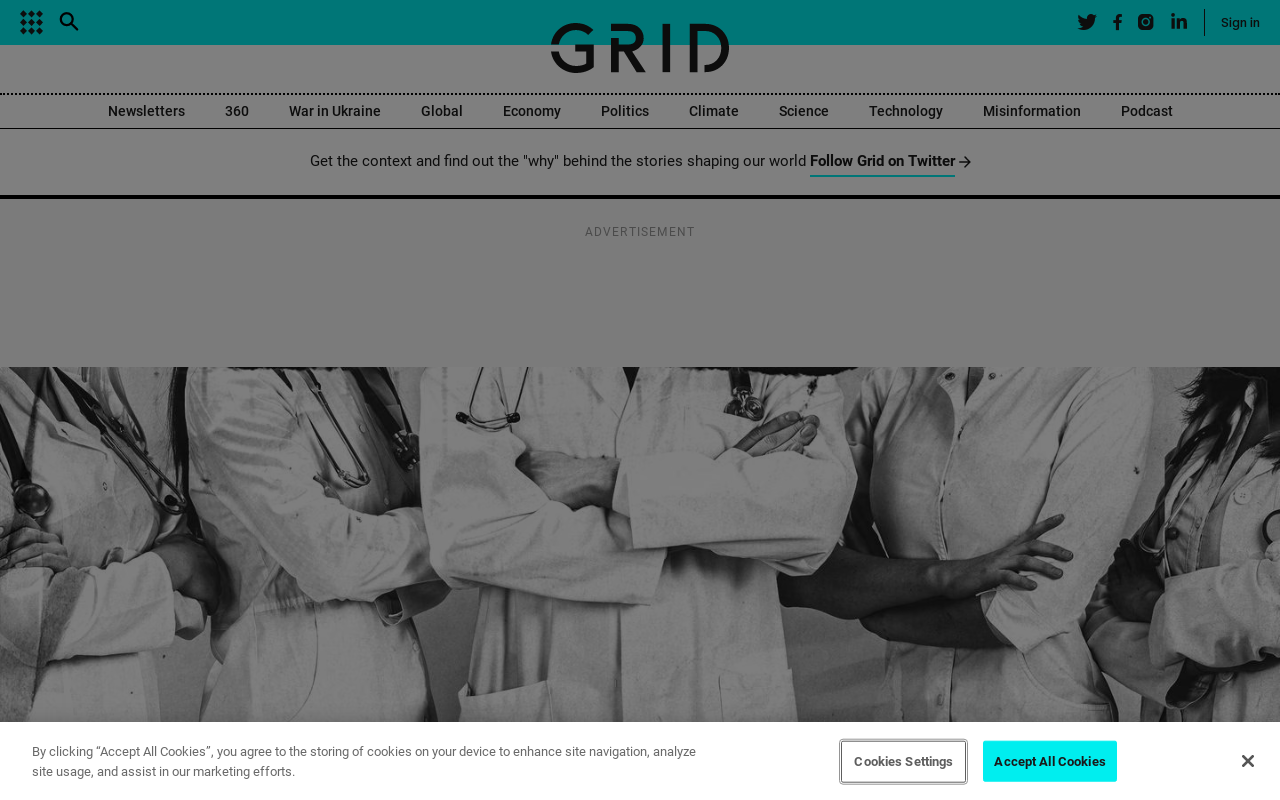 GRID
Sign in
Newsletters 360 War in Ukraine Global Economy Politics Climate Science Technology Misinformation Podcast
Get the context and find out the "why" behind the stories shaping our world Follow Grid on Twitter
ADVERTISEMENT
By clicking “Accept All Cookies”, you agree to the storing of cookies on your device to enhance site navigation, analyze
site usage, and assist in our marketing efforts.
Cookies Settings
Accept All Cookies